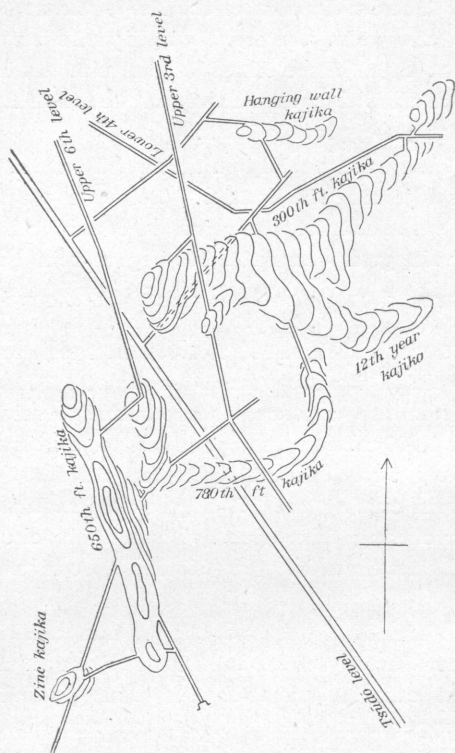 Upper 3rd level
Lower 4th level
Upper 6th level
Hanging wall
kajika
300th ft. kajika
12th year
kajika
650th ft. kajika
780th ft kajika
Zinc kajika
Tsudō level